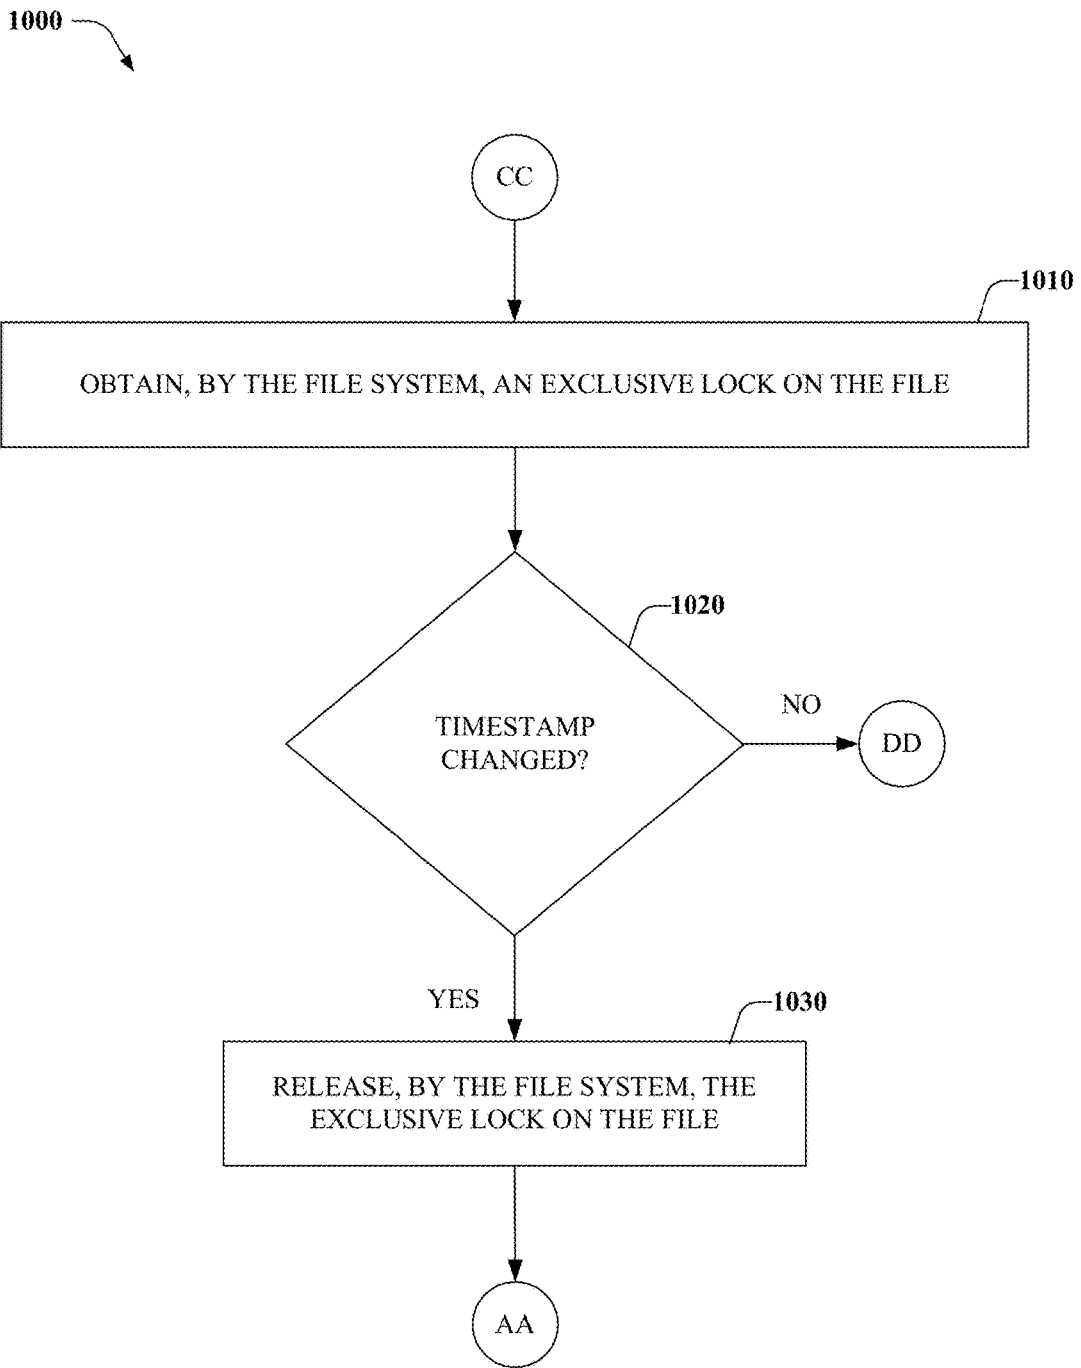 1000
CC
1010
OBTAIN, BY THE FILE SYSTEM, AN EXCLUSIVE LOCK ON THE FILE
1020
TIMESTAMP
CHANGED?
NO
DD
YES
1030
RELEASE, BY THE FILE SYSTEM, THE
EXCLUSIVE LOCK ON THE FILE
AA